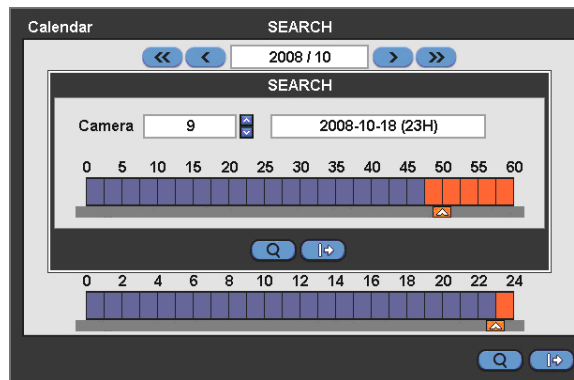 Calendar SEARCH
2008 / 10
SEARCH
Camera 9 2008-10-18 (23H)
0 5 10 15 20 25 30 35 40 45 50 55 60
0 2 4 6 8 10 12 14 16 18 20 22 24